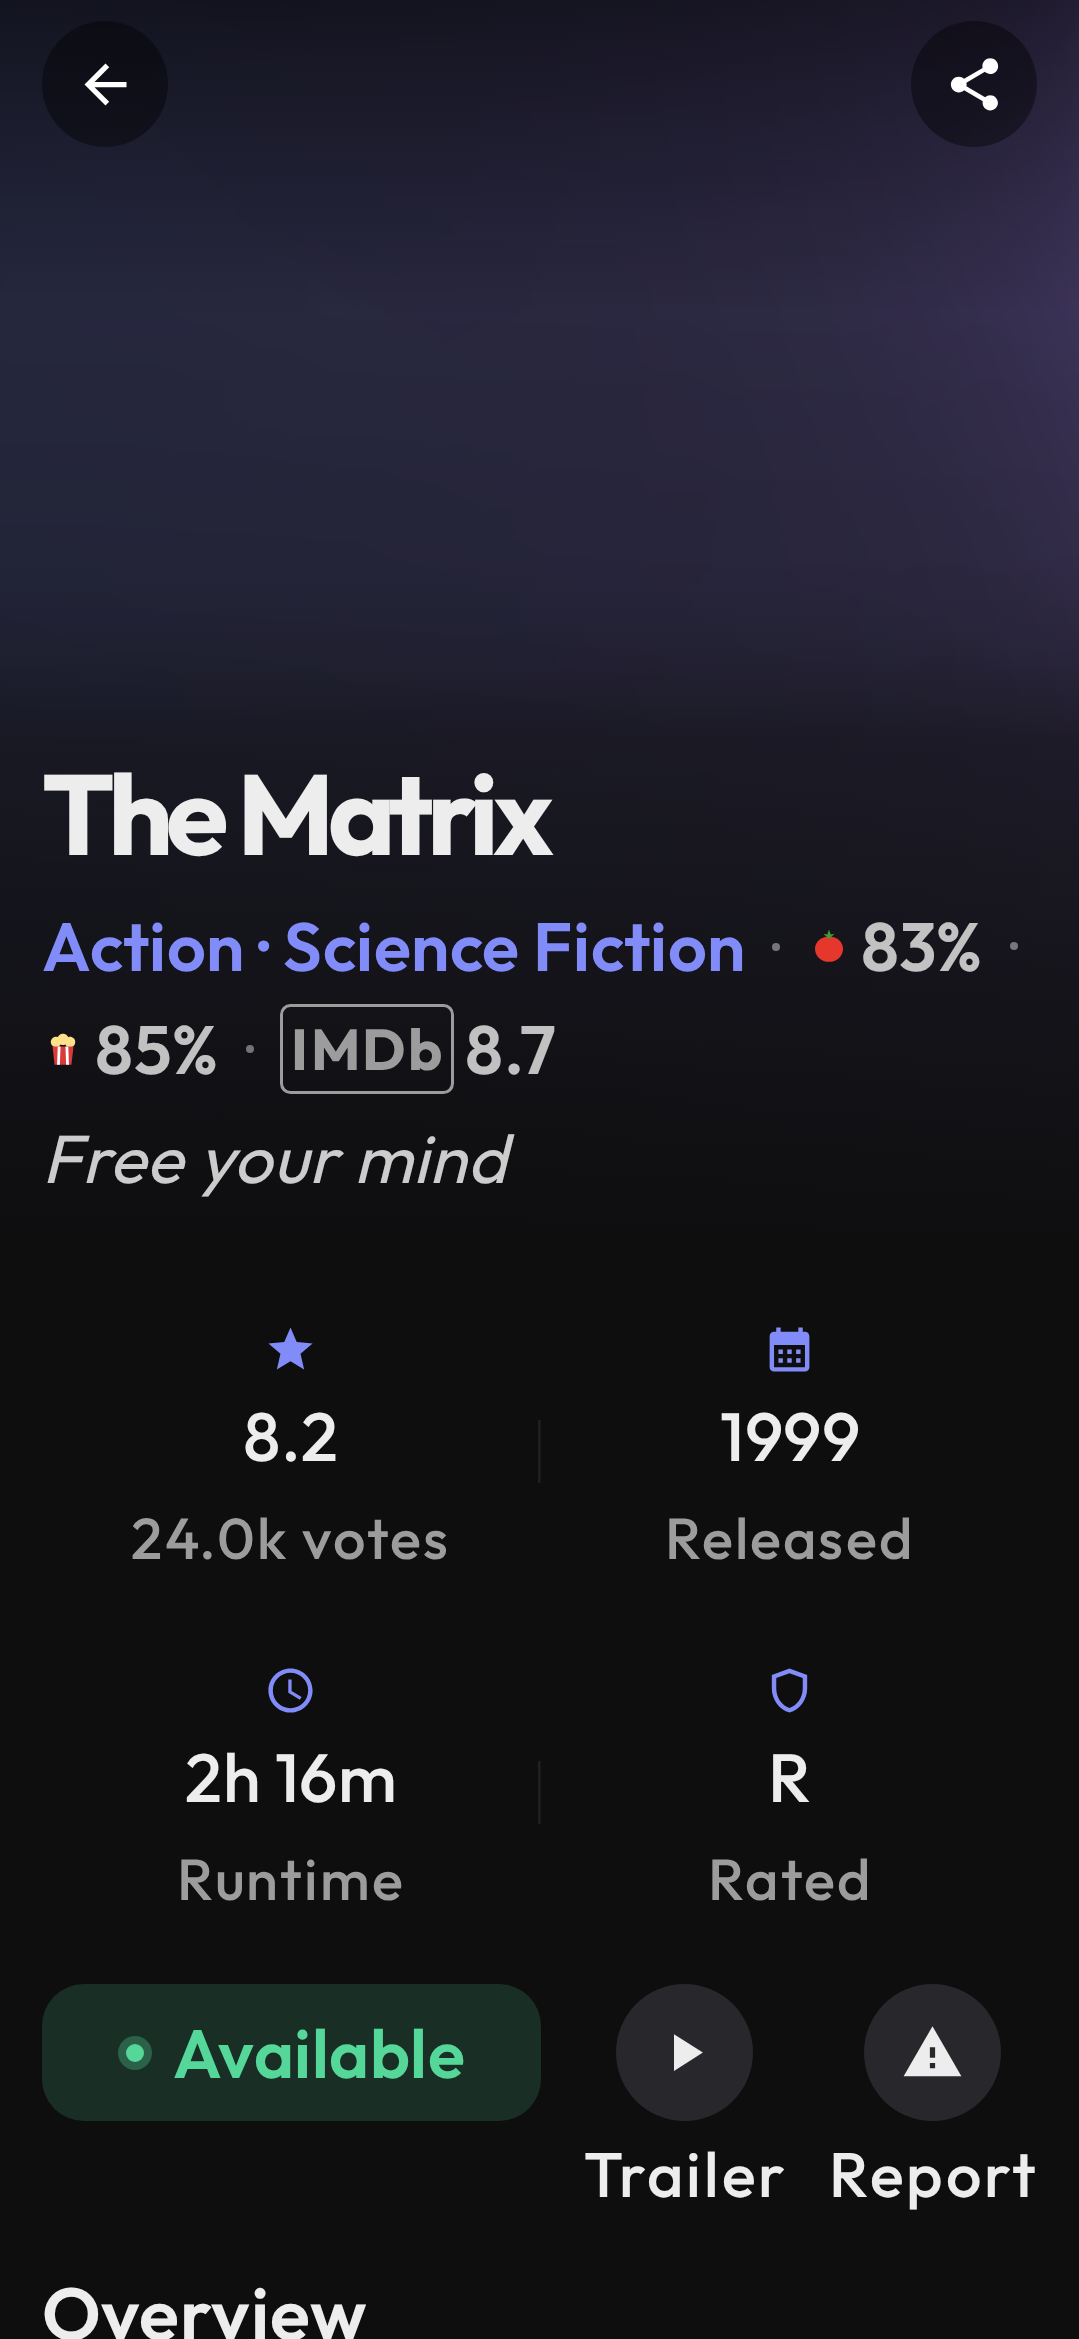 The Matrix
Action · Science Fiction · 83% ·
85% · IMDb 8.7
Free your mind
8.2
24.0k votes
1999
Released
2h 16m
Runtime
R
Rated
Available
Trailer
Report
Overview